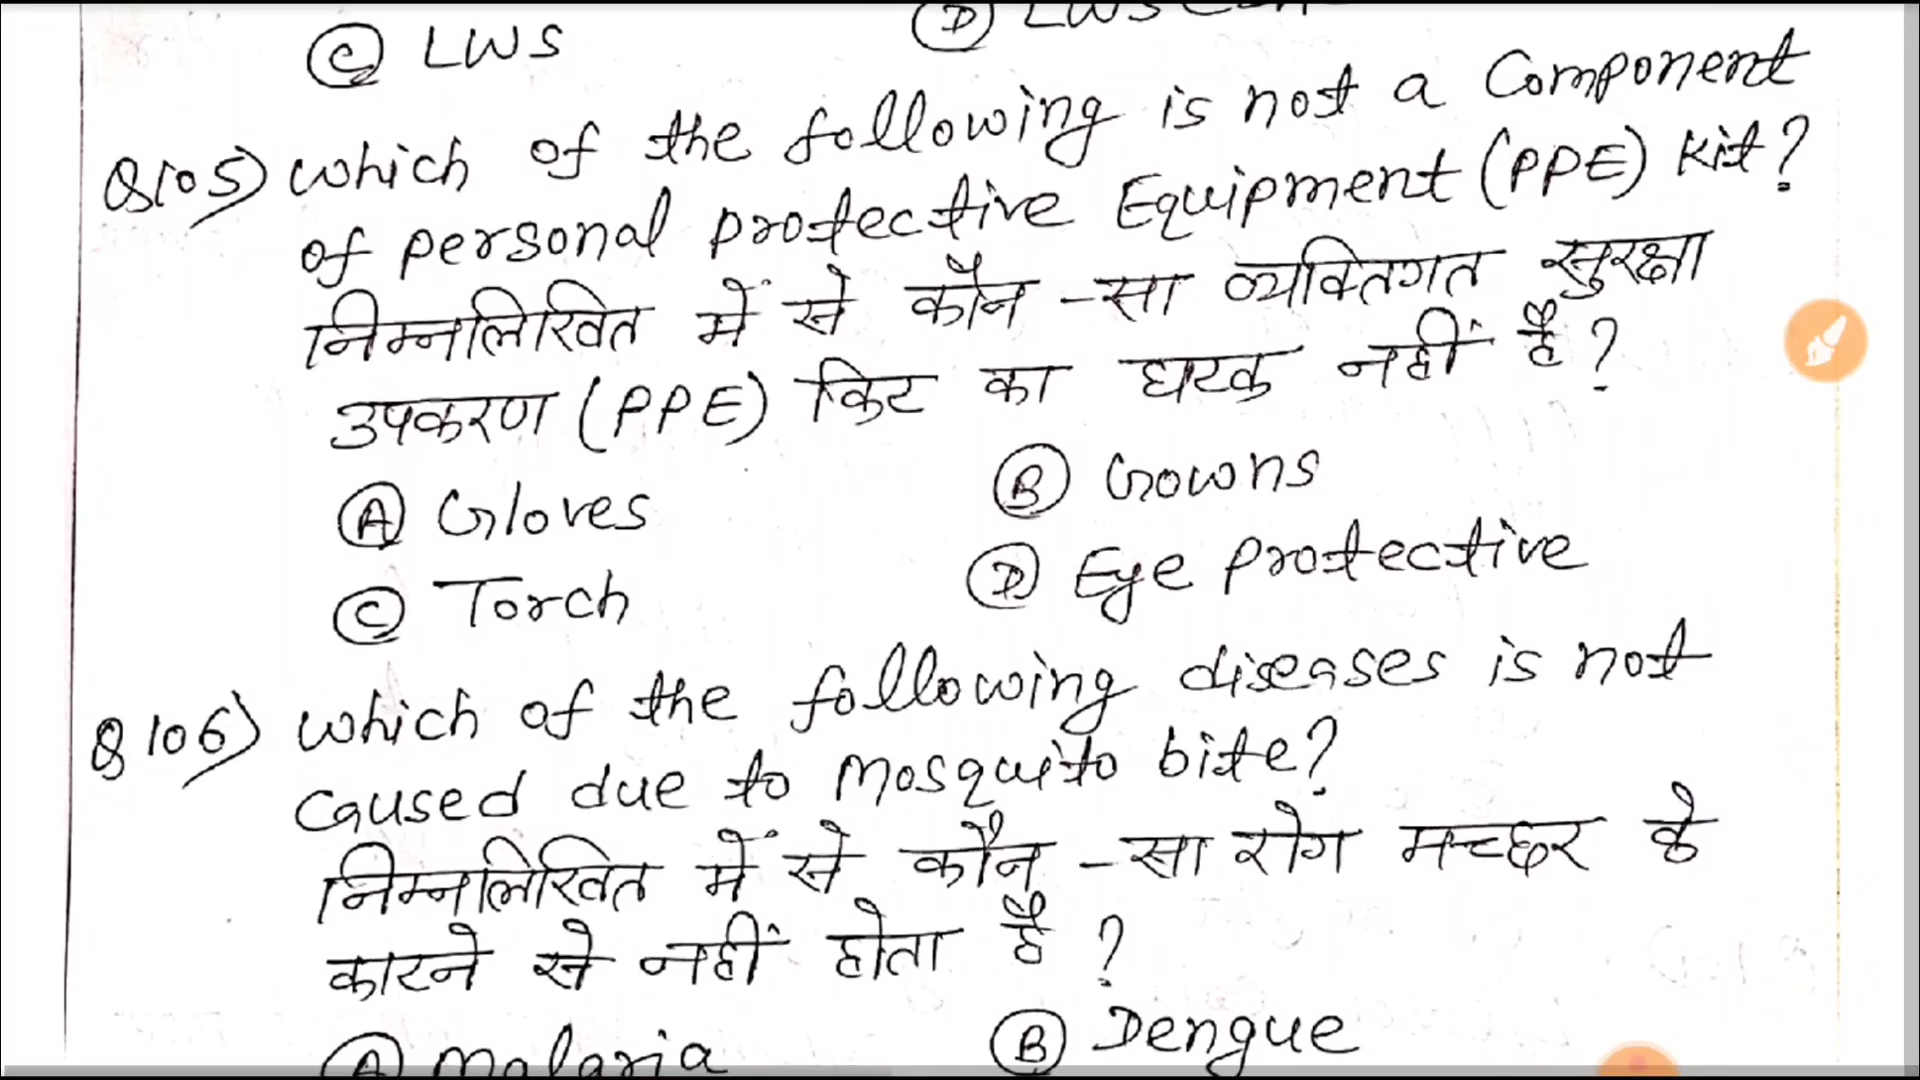 Ⓒ LWS Ⓓ LWS
Q105) which of the following is not a Component
of personal protective Equipment (PPE) Kit?
निम्नलिखित में से कौन-सा व्यक्तिगत सुरक्षा
उपकरण (PPE) किट का घटक नहीं है?
Ⓐ Gloves Ⓑ Gowns
Ⓒ Torch Ⓓ Eye protective
Q106) which of the following diseases is not
caused due to Mosquito bite?
निम्नलिखित में से कौन-सा रोग मच्छर के
काटने से नहीं होता है?
Ⓐ Malaria Ⓑ Dengue